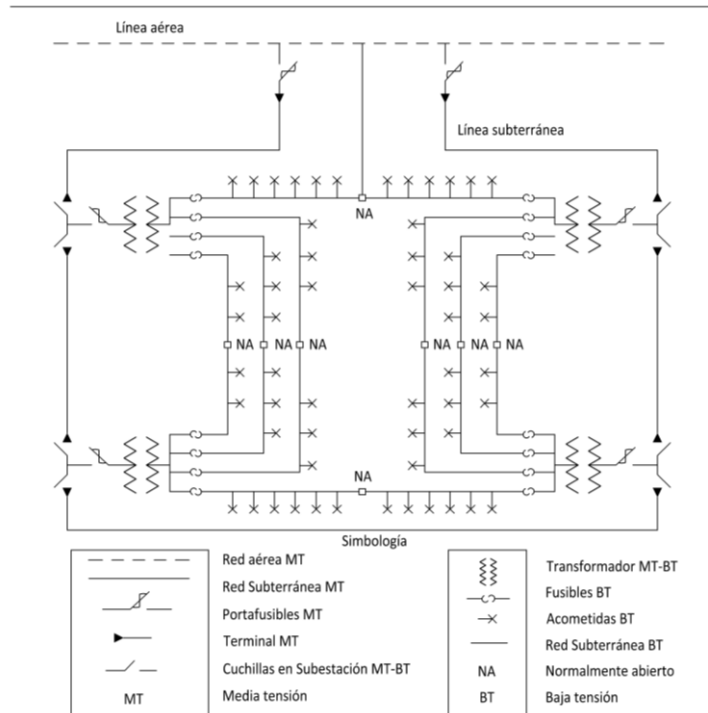 Línea aérea
Línea subterránea
NA
NA NA NA
NA NA NA
NA
Simbología
Red aérea MT
Red Subterránea MT
Portafusibles MT
Terminal MT
Cuchillas en Subestación MT-BT
MT Media tensión
Transformador MT-BT
Fusibles BT
Acometidas BT
Red Subterránea BT
NA Normalmente abierto
BT Baja tensión